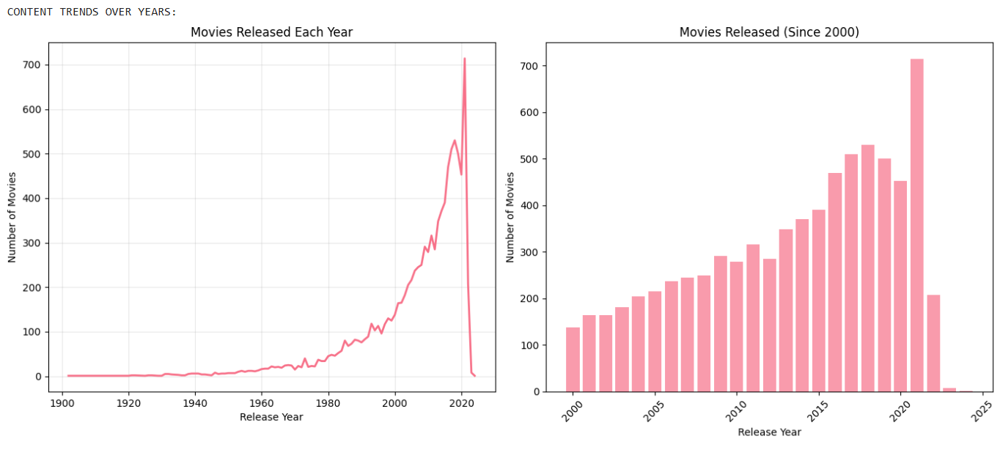 CONTENT TRENDS OVER YEARS:
Movies Released Each Year
Number of Movies
700
600
500
400
300
200
100
0
1900 1920 1940 1960 1980 2000 2020
Release Year
Movies Released (Since 2000)
Number of Movies
700
600
500
400
300
200
100
0
2000 2005 2010 2015 2020 2025
Release Year